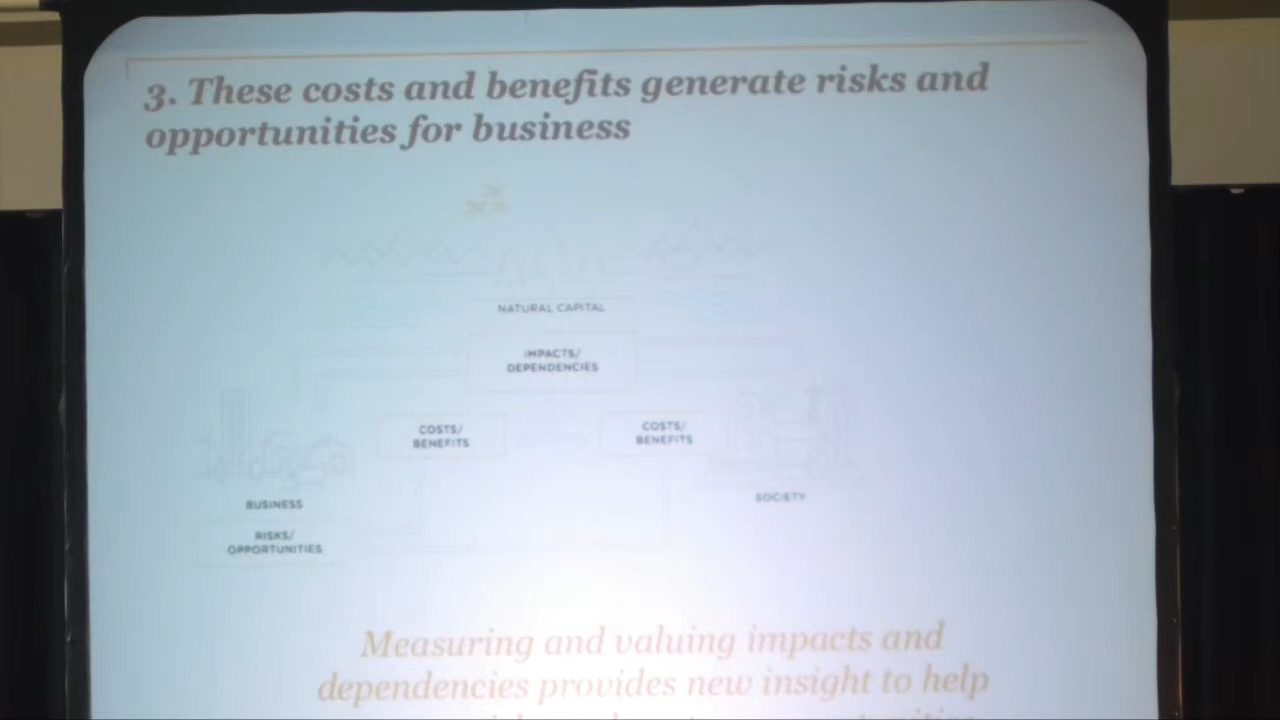 3. These costs and benefits generate risks and
opportunities for business
NATURAL CAPITAL
IMPACTS/
DEPENDENCIES
COSTS/
BENEFITS
COSTS/
BENEFITS
BUSINESS
SOCIETY
RISKS/
OPPORTUNITIES
Measuring and valuing impacts and
dependencies provides new insight to help